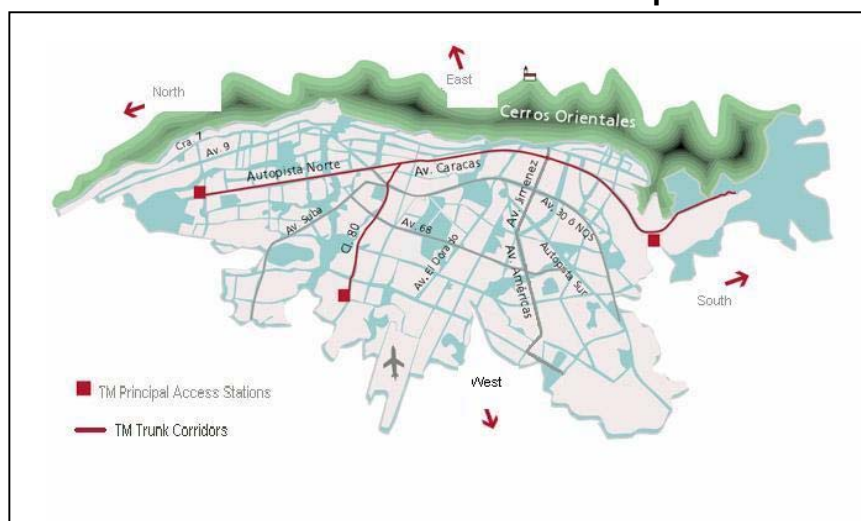 East
North
Cerros Orientales
Cra. 7
Av. 9
Autopista Norte
Av. Caracas
Av. Jimenez
Av. 30 ó NQS
Av. Suba
Cl. 80
Av. 68
Av. El Dorado
Av. Américas
Autopista Sur
South
West
TM Principal Access Stations
TM Trunk Corridors